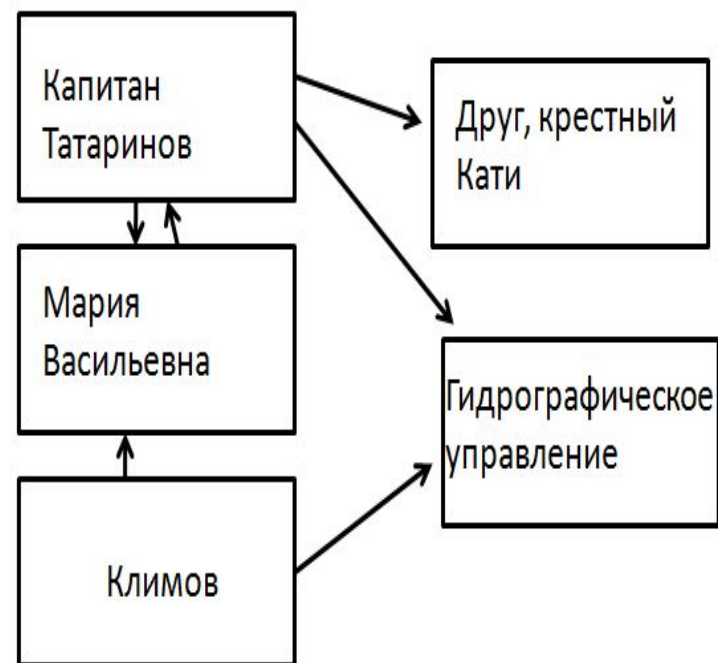 Капитан
Татаринов
Друг, крестный
Кати
Мария
Васильевна
Гидрографическое
управление
Климов